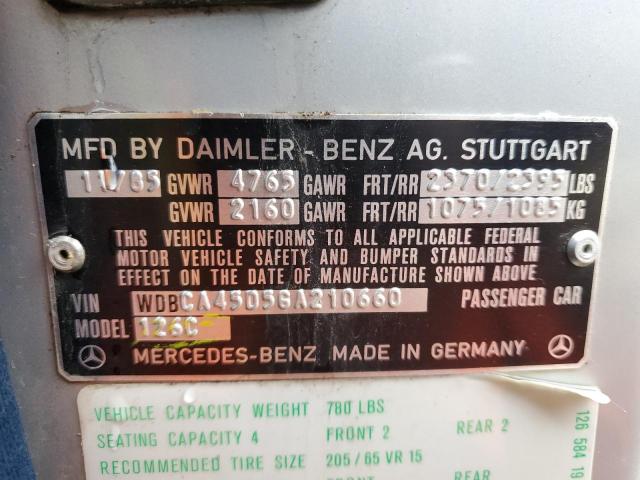 MFD BY DAIMLER - BENZ AG. STUTTGART
11/85 GVWR 4765 GAWR FRT/RR 2370/2395 LBS
GVWR 2160 GAWR FRT/RR 1075/1085 KG
THIS VEHICLE CONFORMS TO ALL APPLICABLE FEDERAL
MOTOR VEHICLE SAFETY AND BUMPER STANDARDS IN
EFFECT ON THE DATE OF MANUFACTURE SHOWN ABOVE
VIN WDBCA45D5GA210660 PASSENGER CAR
MODEL 126C
MERCEDES-BENZ MADE IN GERMANY
VEHICLE CAPACITY WEIGHT 780 LBS
SEATING CAPACITY 4 FRONT 2 REAR 2
RECOMMENDED TIRE SIZE 205/65 VR 15
FRONT REAR
126 584 19